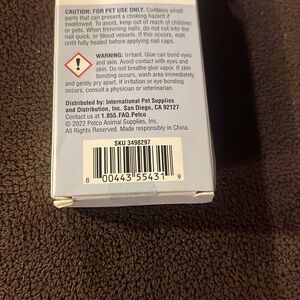 CAUTION: FOR PET USE ONLY. Contains small
parts that can present a choking hazard if
swallowed. To avoid, keep out of reach of children
or pets. When trimming nails, do not cut into
the nail quick, or blood vessels. If this occurs, wait
until fully healed before applying nail caps.
WARNING: Irritant. Glue can bond eyes
and skin. Avoid contact with eyes and
skin. Do not breathe glue vapor. If skin
bonding occurs, wash area immediately
and gently pry apart. If irritation or eye bonding
occurs, consult a physician or veterinarian.
Distributed by: International Pet Supplies
and Distribution, Inc. San Diego, CA 92127
Contact us at 1.855.FAQ.Petco
© 2022 Petco Animal Supplies, Inc.
All Rights Reserved. Made responsibly in China.
SKU 3498297
8 00443 55431 9